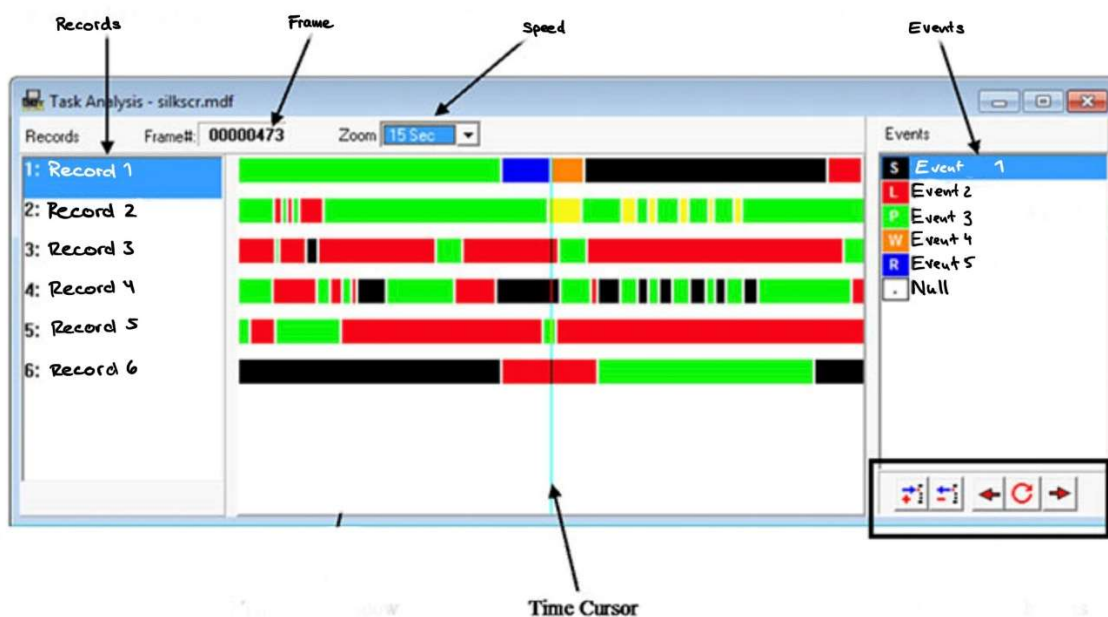 Records Frame Speed Events
Task Analysis - silkscr.mdf
Records Frame#: 00000473 Zoom 15 Sec Events
1: Record 1
2: Record 2
3: Record 3
4: Record 4
5: Record 5
6: Record 6
S Event 1
L Event 2
P Event 3
W Event 4
R Event 5
. Null
Time Cursor